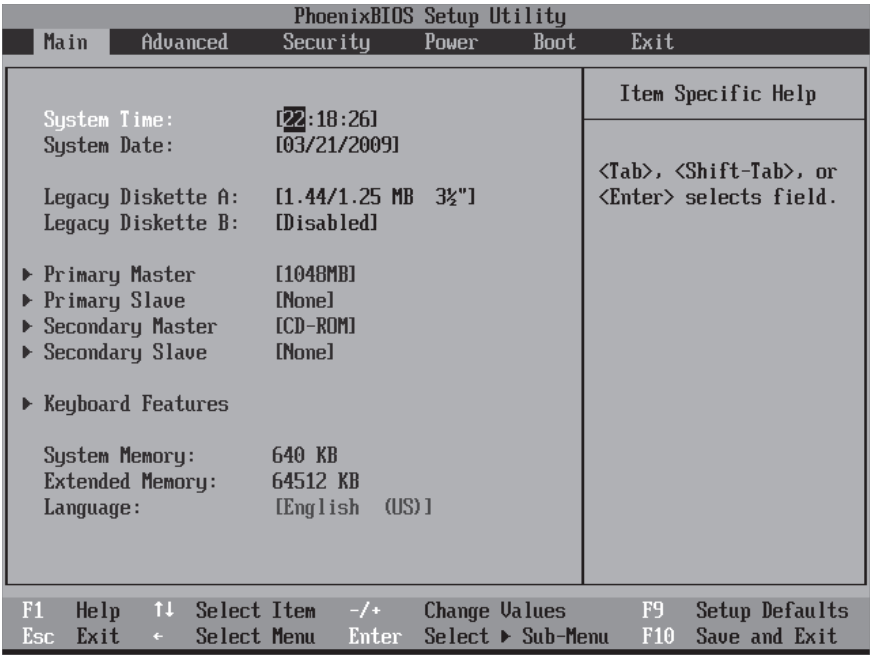 PhoenixBIOS Setup Utility
Main Advanced Security Power Boot Exit
Item Specific Help
System Time: [22:18:26]
System Date: [03/21/2009]
<Tab>, <Shift-Tab>, or
<Enter> selects field.
Legacy Diskette A: [1.44/1.25 MB 3½"]
Legacy Diskette B: [Disabled]
▶ Primary Master [1048MB]
▶ Primary Slave [None]
▶ Secondary Master [CD-ROM]
▶ Secondary Slave [None]
▶ Keyboard Features
System Memory: 640 KB
Extended Memory: 64512 KB
Language: [English (US)]
F1 Help ↑↓ Select Item -/+ Change Values F9 Setup Defaults
Esc Exit ← Select Menu Enter Select ▶ Sub-Menu F10 Save and Exit